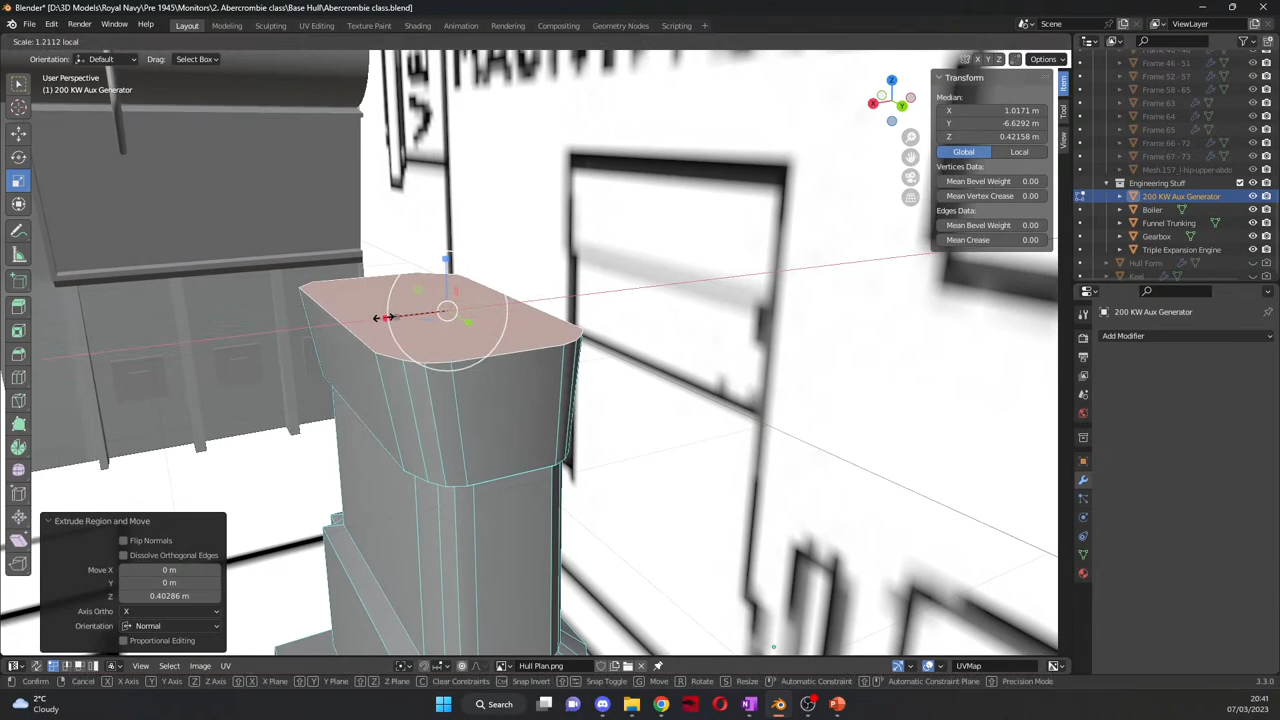 Blender* [D:\3D Models\Royal Navy\Pre 1945\Monitors\2. Abercrombie class\Base Hull\Abercrombie class.blend]
File Edit Render Window Help
Layout Modeling Sculpting UV Editing Texture Paint Shading Animation Rendering Compositing Geometry Nodes Scripting +
Scene
ViewLayer
Scale: 1.2112 local
Orientation: Default Drag: Select Box
X Y Z Options
User Perspective
(1) 200 KW Aux Generator
Transform
Median:
X 1.0171 m
Y -6.6292 m
Z 0.42158 m
Global Local
Vertices Data:
Mean Bevel Weight 0.00
Mean Vertex Crease 0.00
Edges Data:
Mean Bevel Weight 0.00
Mean Crease 0.00
Item
Tool
View
Frame 46 - 51
Frame 52 - 57
Frame 58 - 65
Frame 63
Frame 64
Frame 65
Frame 66 - 72
Frame 67 - 73
Mesh.157_l-hip-upper-abdo
Engineering Stuff
200 KW Aux Generator
Boiler
Funnel Trunking
Gearbox
Triple Expansion Engine
Hull Form
Keel
200 KW Aux Generator
Add Modifier
Extrude Region and Move
Flip Normals
Dissolve Orthogonal Edges
Move X 0 m
Y 0 m
Z 0.40286 m
Axis Ortho X
Orientation Normal
Proportional Editing
View Select Image UV
Hull Plan.png
UVMap
Confirm Cancel X X Axis Y Y Axis Z Z Axis X X Plane Y Y Plane Z Z Plane C Clear Constraints Snap Invert Snap Toggle G Move R Rotate S Resize Automatic Constraint Automatic Constraint Plane Precision Mode
3.3.0
2°C
Cloudy
Search
20:41
07/03/2023